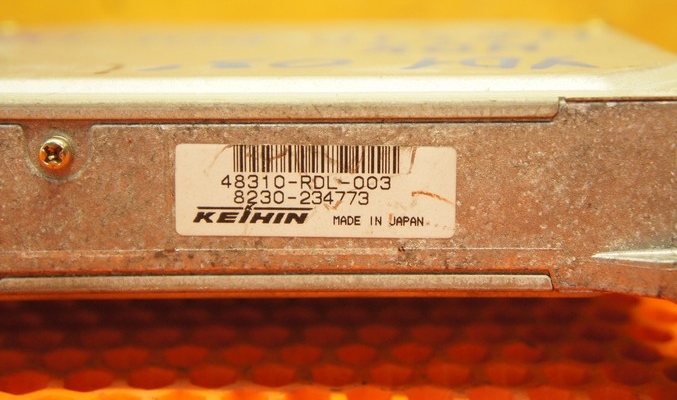 48310-RDL-003
8230-234773
KEIHIN MADE IN JAPAN